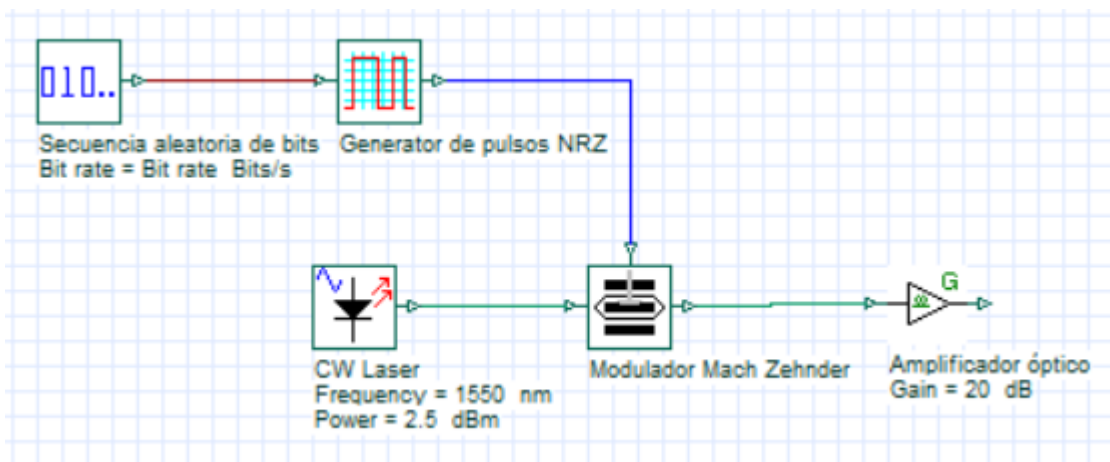 010..
Secuencia aleatoria de bits
Bit rate = Bit rate Bits/s
Generator de pulsos NRZ
CW Laser
Frequency = 1550 nm
Power = 2.5 dBm
Modulador Mach Zehnder
G
Amplificador óptico
Gain = 20 dB